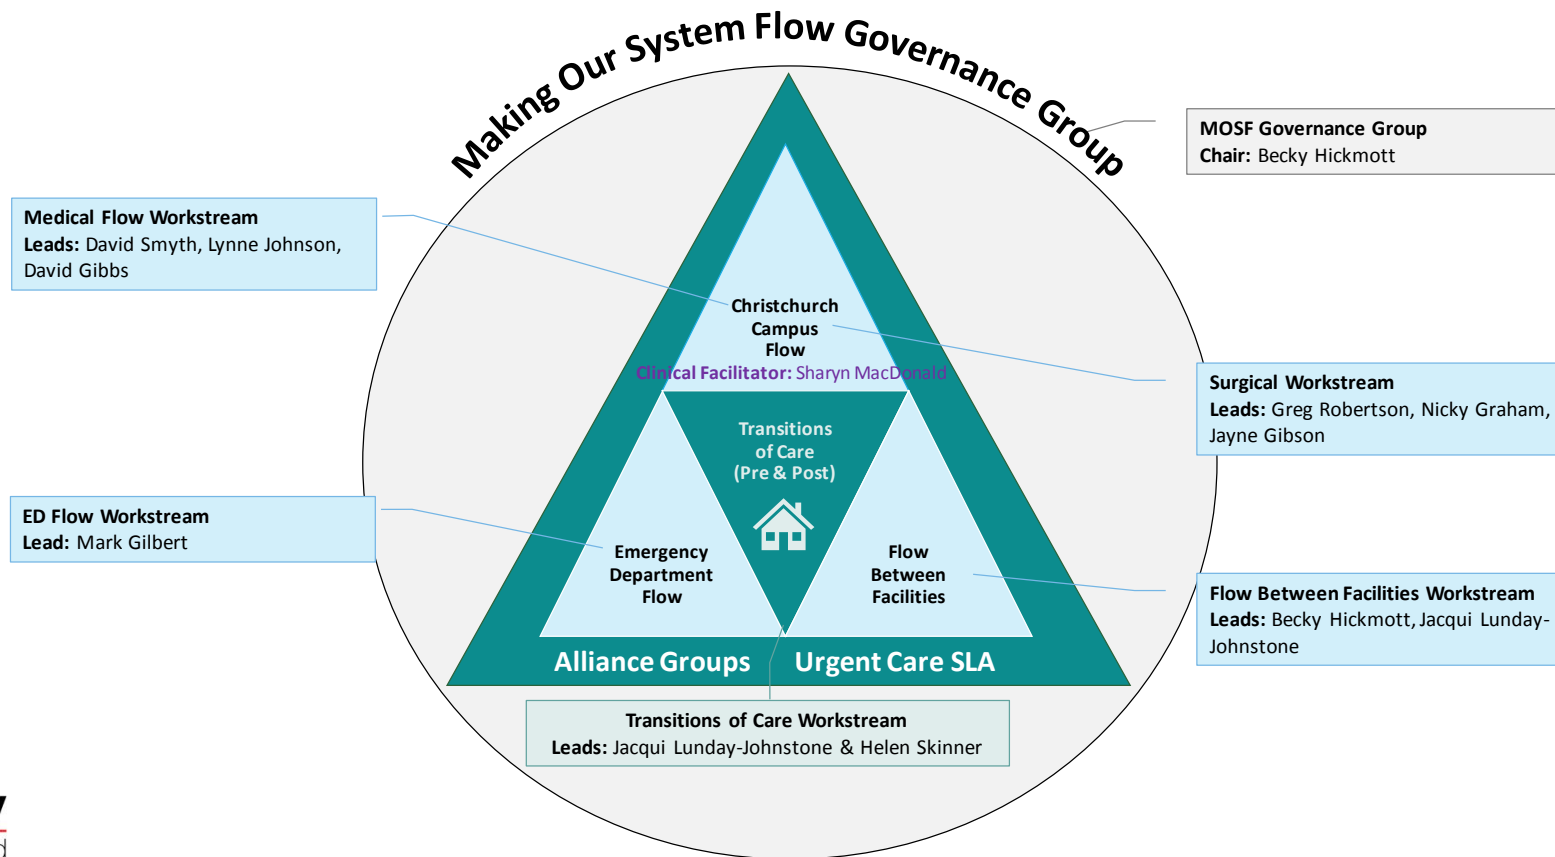 Making Our System Flow Governance Group
MOSF Governance Group
Chair: Becky Hickmott
Medical Flow Workstream
Leads: David Smyth, Lynne Johnson,
David Gibbs
Christchurch
Campus
Flow
Clinical Facilitator: Sharyn MacDonald
Surgical Workstream
Leads: Greg Robertson, Nicky Graham,
Jayne Gibson
Transitions
of Care
(Pre & Post)
ED Flow Workstream
Lead: Mark Gilbert
Emergency
Department
Flow
Flow
Between
Facilities
Flow Between Facilities Workstream
Leads: Becky Hickmott, Jacqui Lunday-
Johnstone
Alliance Groups
Urgent Care SLA
Transitions of Care Workstream
Leads: Jacqui Lunday-Johnstone & Helen Skinner